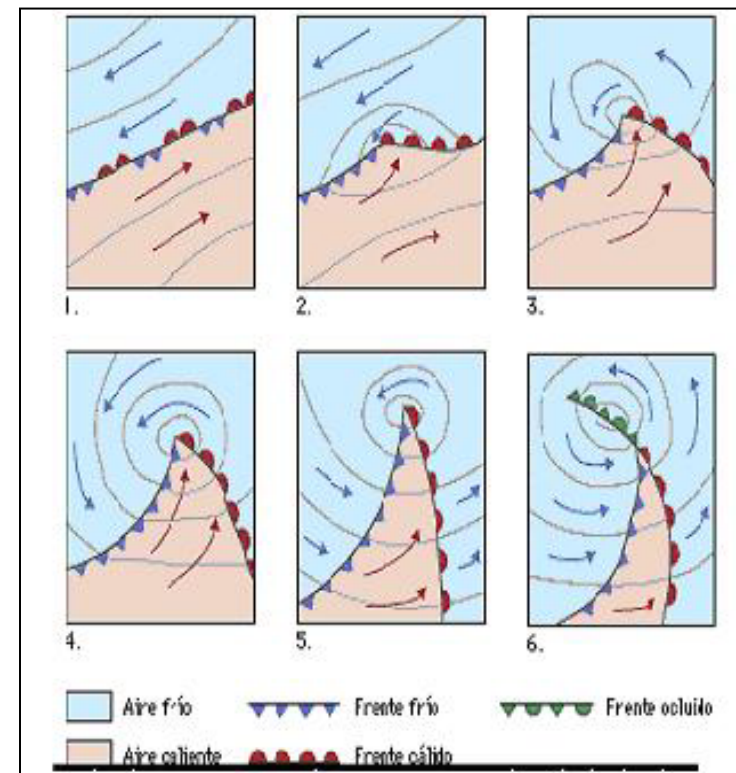 1.
2.
3.
4.
5.
6.
Aire frío
Frente frío
Frente ocluido
Aire caliente
Frente cálido